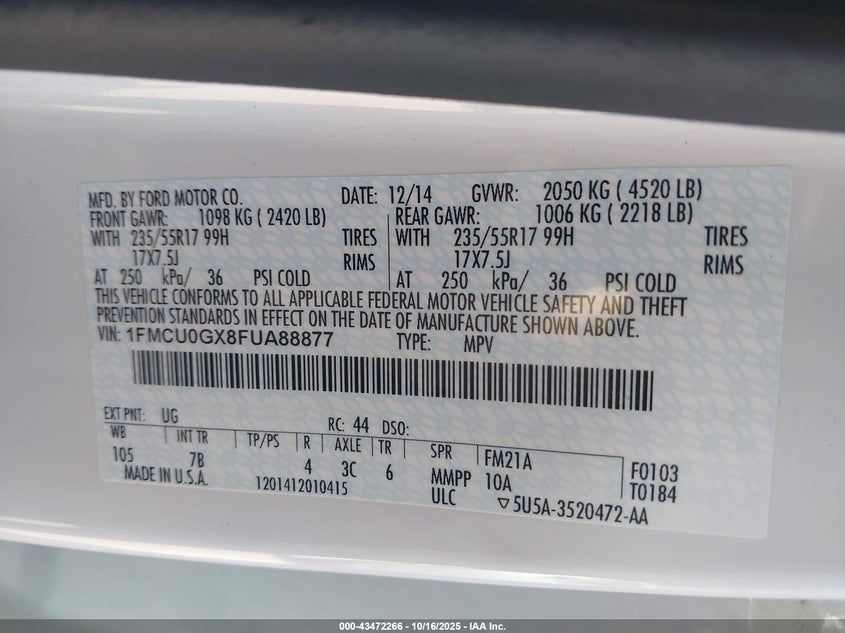 MFD. BY FORD MOTOR CO. DATE: 12/14 GVWR: 2050 KG ( 4520 LB)
FRONT GAWR: 1098 KG ( 2420 LB) REAR GAWR: 1006 KG ( 2218 LB)
WITH 235/55R17 99H TIRES WITH 235/55R17 99H TIRES
17X7.5J RIMS 17X7.5J RIMS
AT 250 kPa/ 36 PSI COLD AT 250 kPa/ 36 PSI COLD
THIS VEHICLE CONFORMS TO ALL APPLICABLE FEDERAL MOTOR VEHICLE SAFETY AND THEFT
PREVENTION STANDARDS IN EFFECT ON THE DATE OF MANUFACTURE SHOWN ABOVE.
VIN: 1FMCU0GX8FUA88877 TYPE: MPV
EXT PNT: UG RC: 44 DSO:
WB INT TR TP/PS R AXLE TR SPR FM21A F0103
105 7B 4 3C 6 MMPP 10A T0184
MADE IN U.S.A. 1201412010415 ULC ▽5U5A-3520472-AA
000-43472266 - 10/16/2025 - IAA Inc.